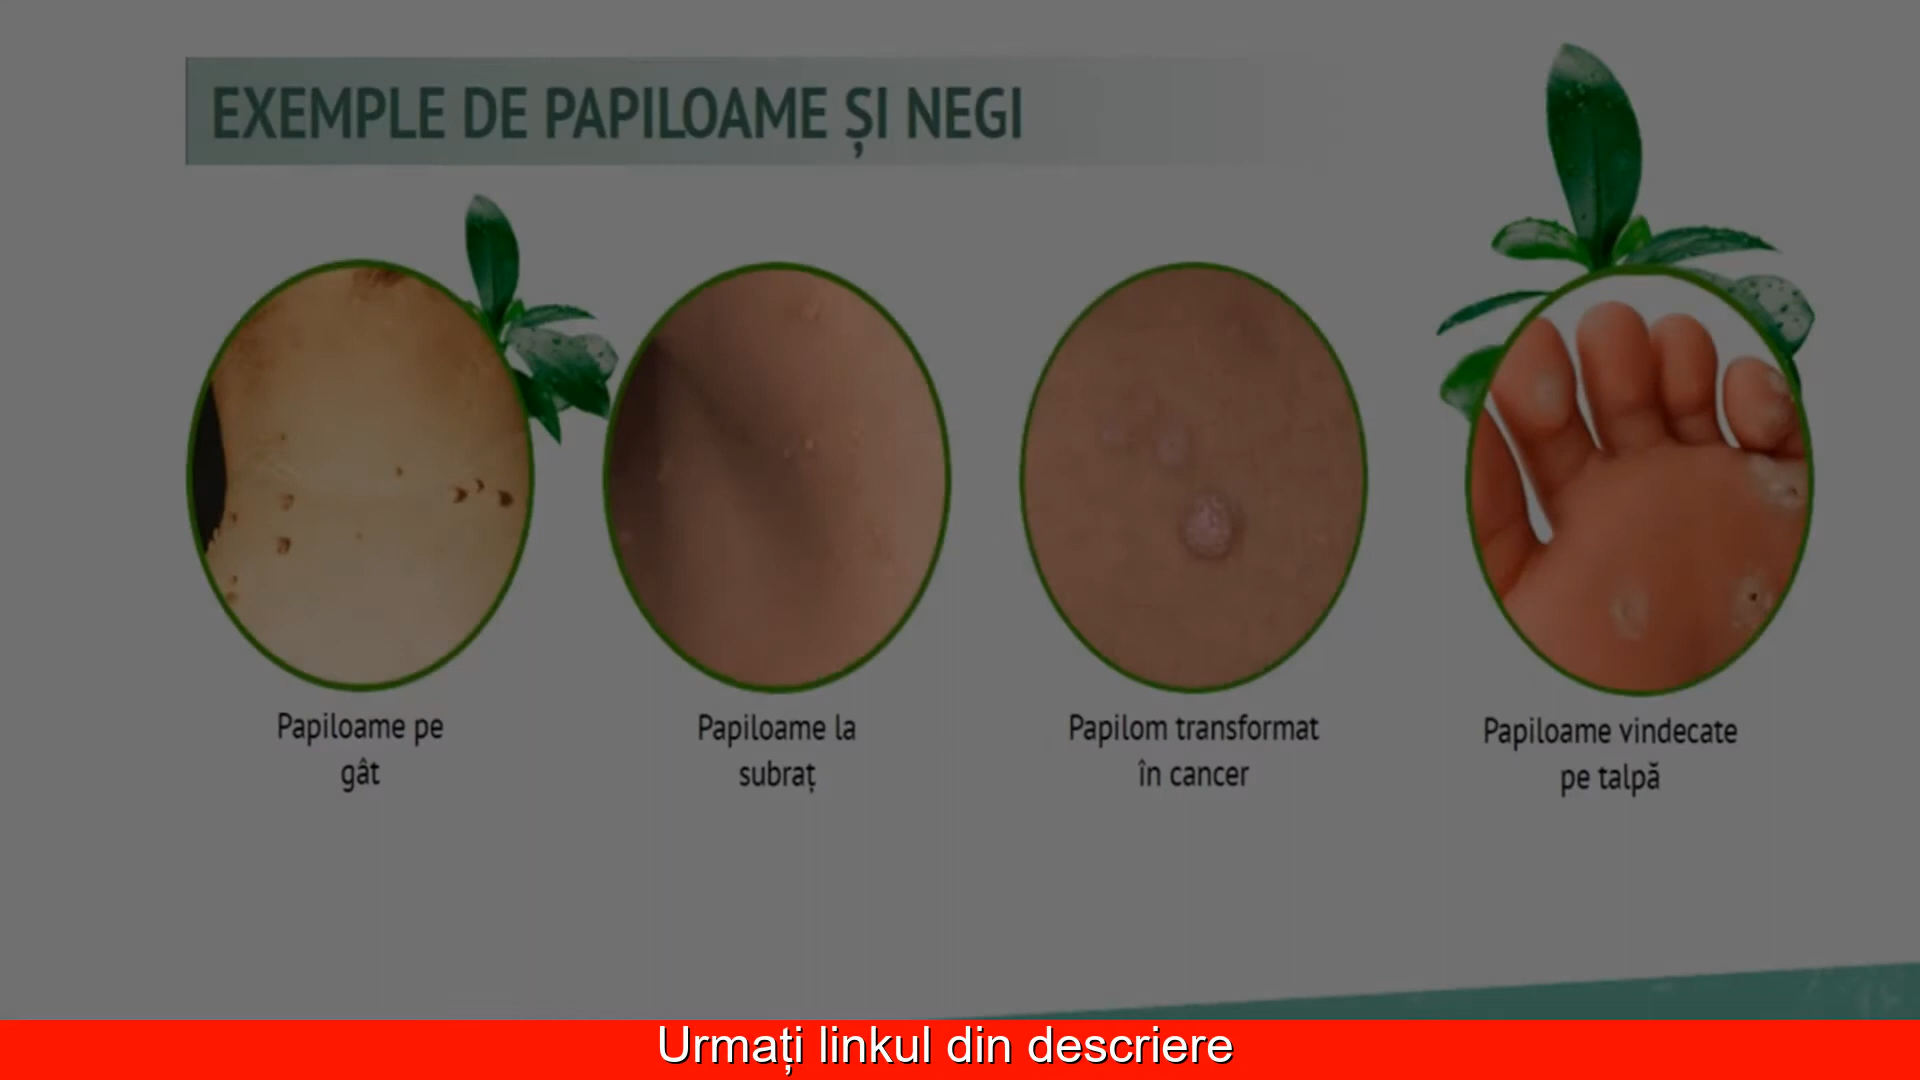 EXEMPLE DE PAPILOAME ȘI NEGI
Papiloame pe
gât
Papiloame la
subraț
Papilom transformat
în cancer
Papiloame vindecate
pe talpă
Urmați linkul din descriere